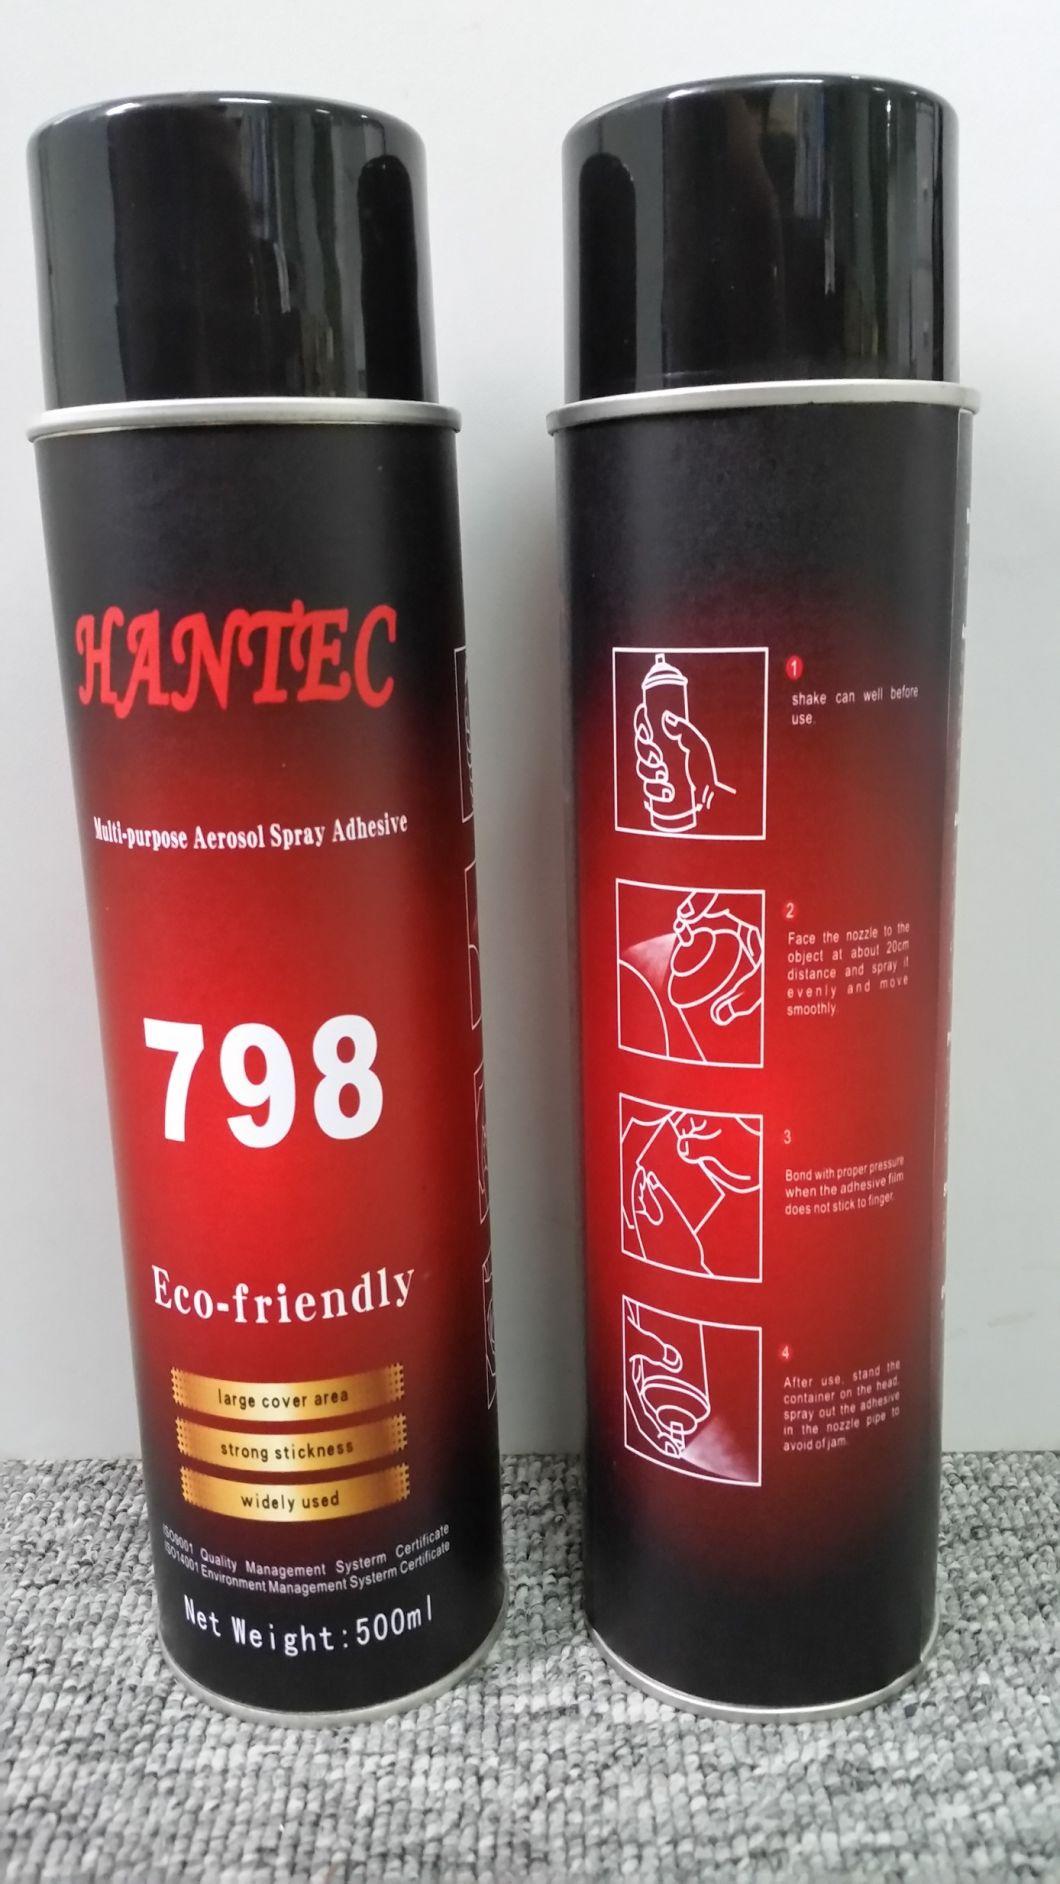 HANTEC
Multi-purpose Aerosol Spray Adhesive
798
Eco-friendly
large cover area
strong stickness
widely used
ISO9001 Quality Management Systerm Certificate
ISO14001 Environment Management Systerm Certificate
Net Weight:500ml
1
shake can well before
use.
2
Face the nozzle to the
object at about 20cm
distance and spray it
evenly and move
smoothly.
3
Bond with proper pressure
when the adhesive film
does not stick to finger.
4
After use, stand the
container on the head,
spray out the adhesive
in the nozzle pipe to
avoid of jam.